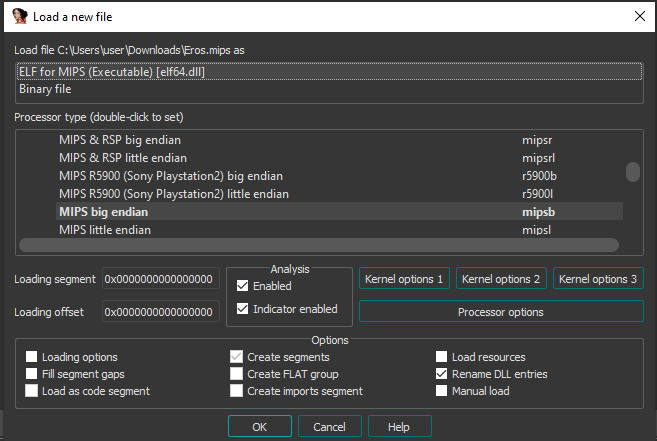 Load a new file
Load file C:\Users\user\Downloads\Eros.mips as
ELF for MIPS (Executable) [elf64.dll]
Binary file
Processor type (double-click to set)
MIPS & RSP big endian mipsr
MIPS & RSP little endian mipsrl
MIPS R5900 (Sony Playstation2) big endian r5900b
MIPS R5900 (Sony Playstation2) little endian r5900l
MIPS big endian mipsb
MIPS little endian mipsl
Loading segment 0x0000000000000000
Loading offset 0x0000000000000000
Analysis
Enabled
Indicator enabled
Kernel options 1 Kernel options 2 Kernel options 3
Processor options
Options
Loading options Create segments Load resources
Fill segment gaps Create FLAT group Rename DLL entries
Load as code segment Create imports segment Manual load
OK Cancel Help